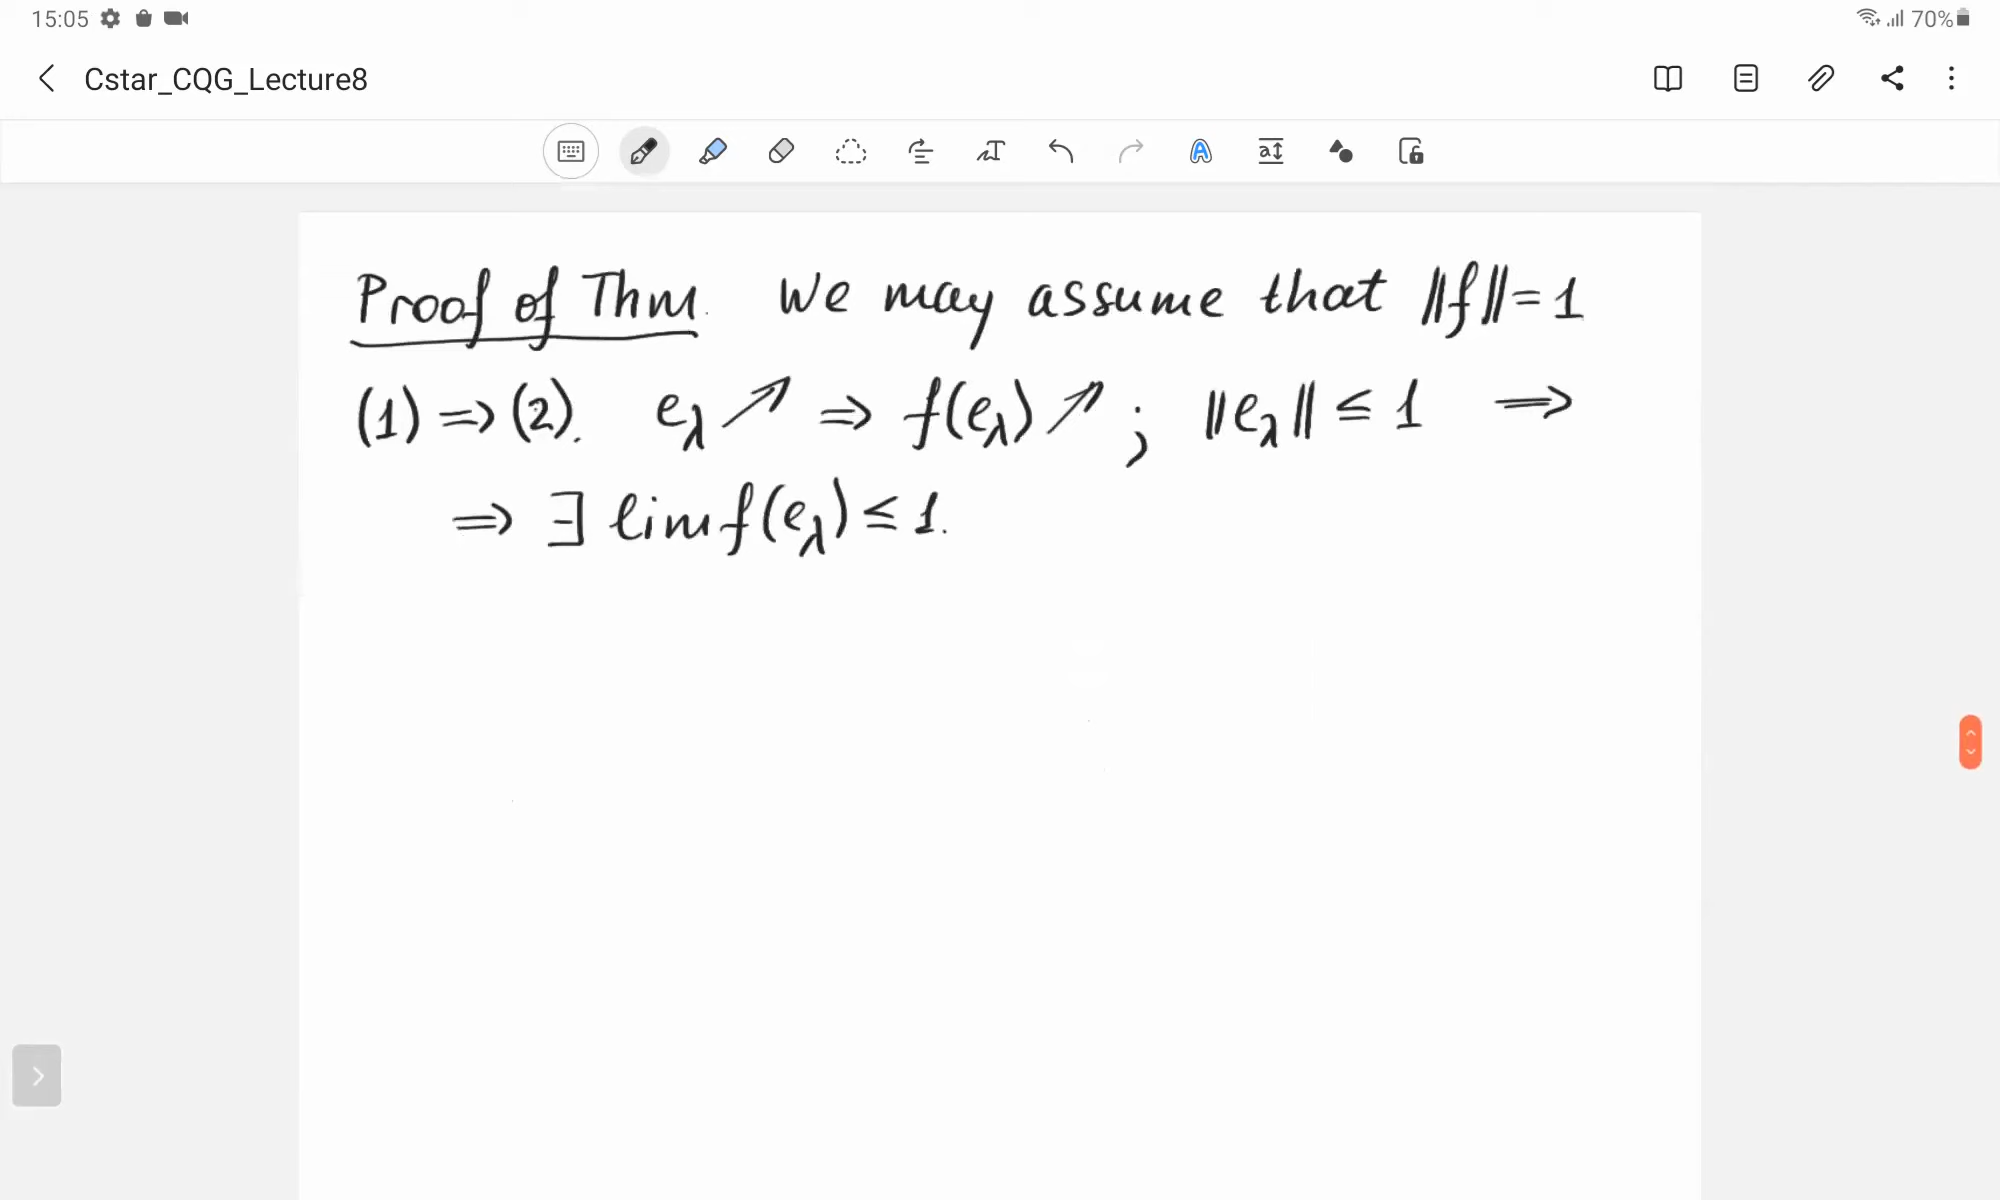 15:05 70%
Cstar_CQG_Lecture8
Proof of Thm. We may assume that ‖f‖=1
(1)⇒(2). e_λ ↗ ⇒ f(e_λ)↗ ; ‖e_λ‖ ≤ 1 ⇒
⇒ ∃ lim f(e_λ) ≤ 1.